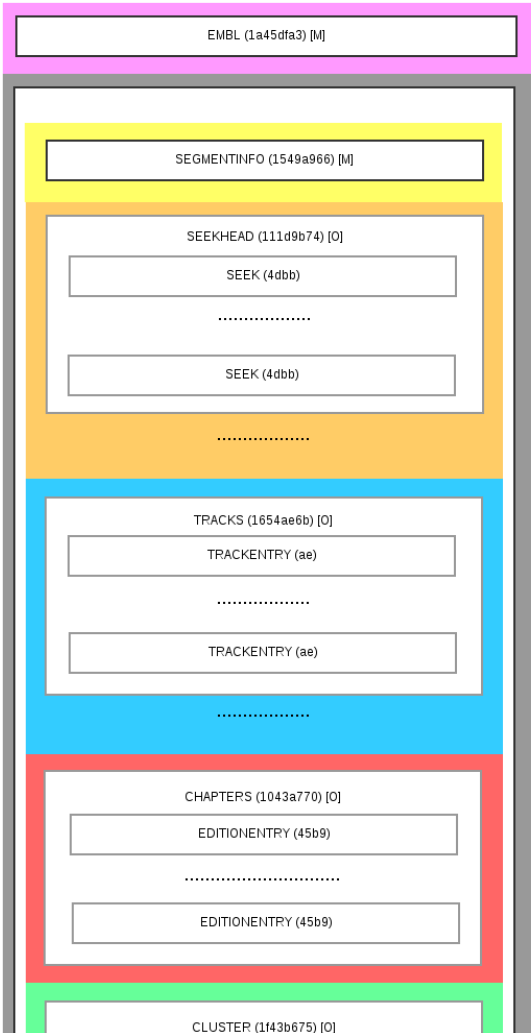 EMBL (1a45dfa3) [M]
SEGMENTINFO (1549a966) [M]
SEEKHEAD (111d9b74) [O]
SEEK (4dbb)
..................
SEEK (4dbb)
..................
TRACKS (1654ae6b) [O]
TRACKENTRY (ae)
..................
TRACKENTRY (ae)
..................
CHAPTERS (1043a770) [O]
EDITIONENTRY (45b9)
..............................
EDITIONENTRY (45b9)
CLUSTER (1f43b675) [O]